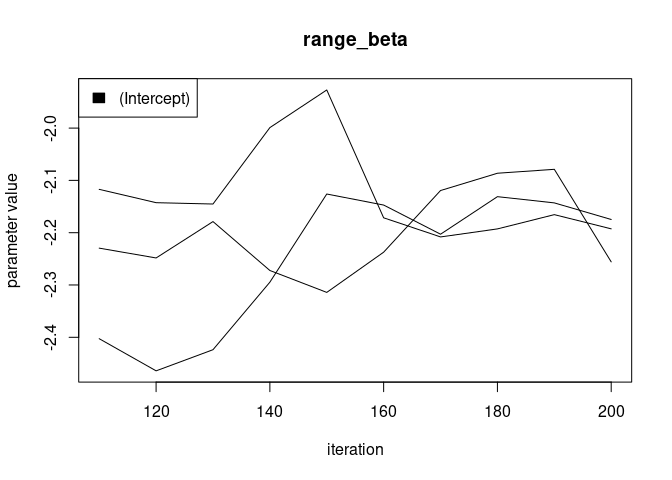 range_beta
(Intercept)
parameter value
-2.0
-2.1
-2.2
-2.3
-2.4
120 140 160 180 200
iteration